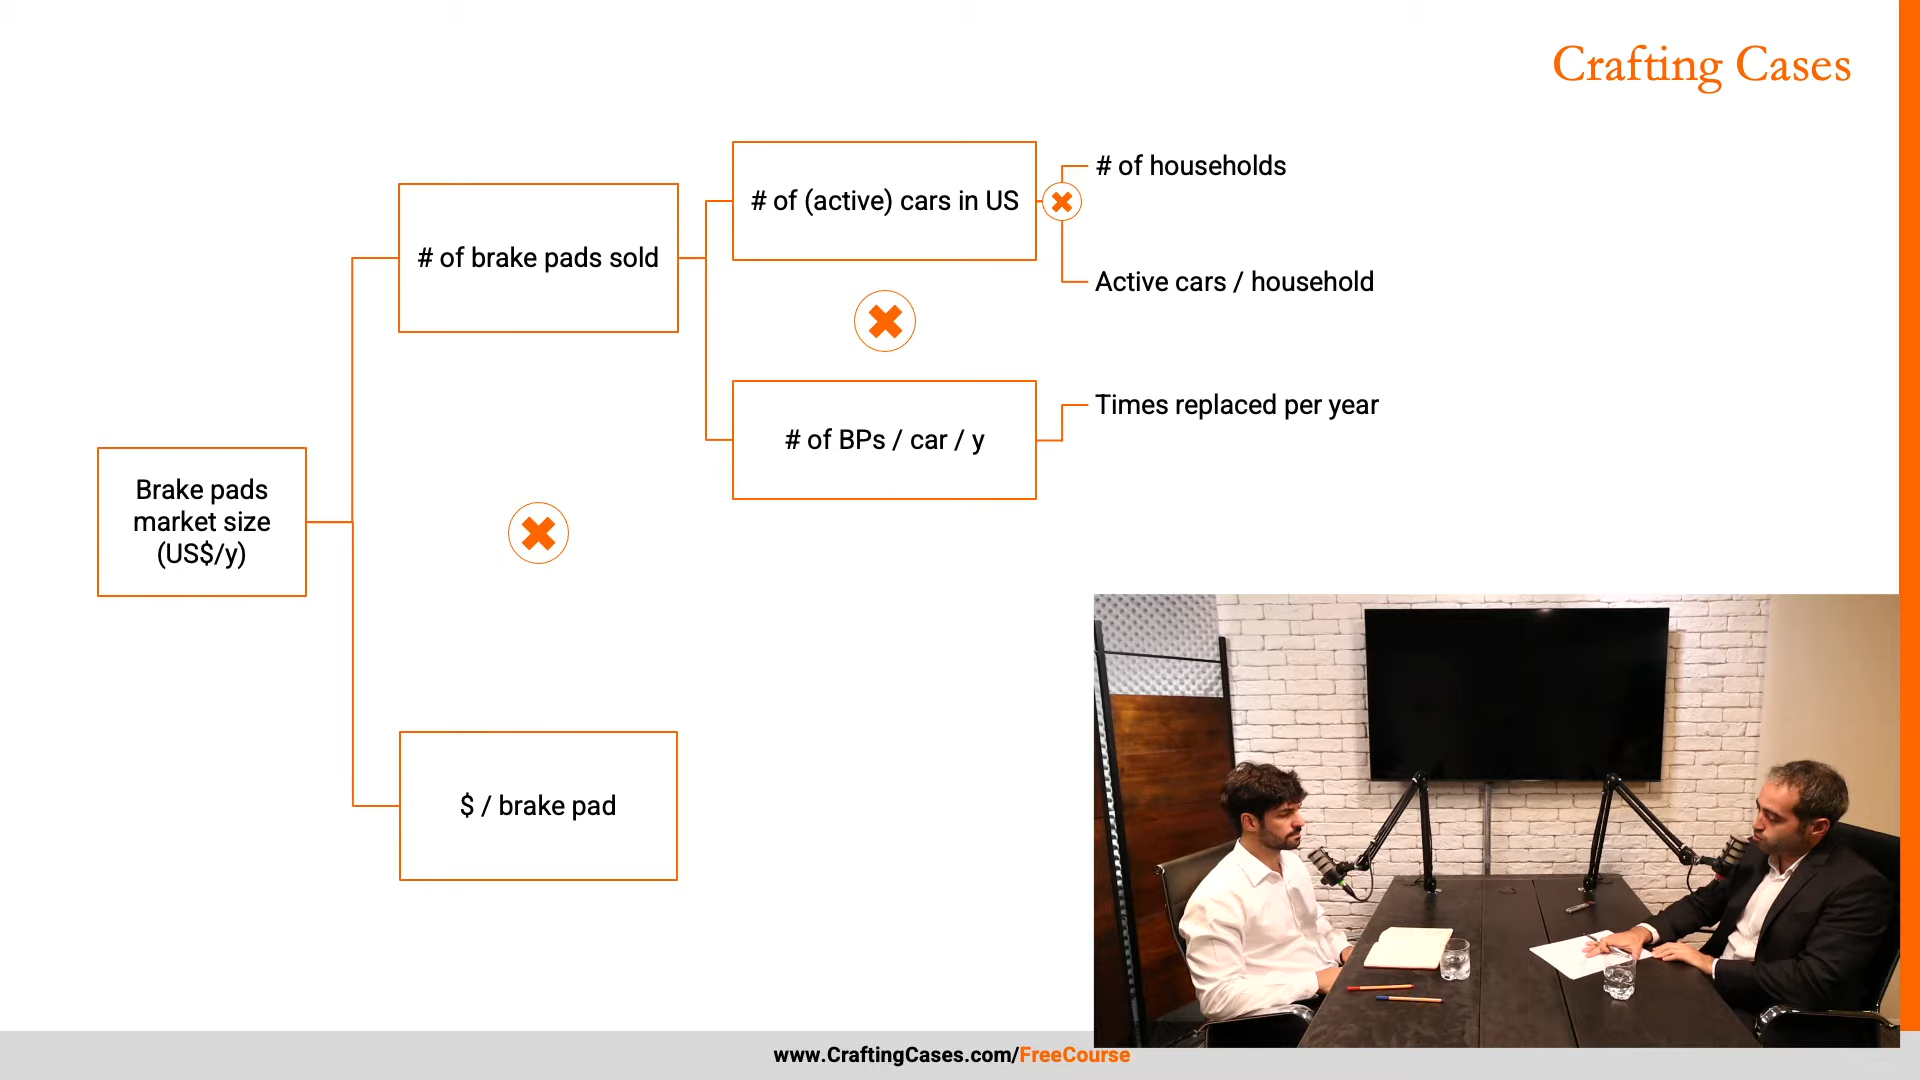 Crafting Cases
# of households
# of (active) cars in US
Active cars / household
# of brake pads sold
Times replaced per year
# of BPs / car / y
Brake pads
market size
(US$/y)
$ / brake pad
www.CraftingCases.com/FreeCourse